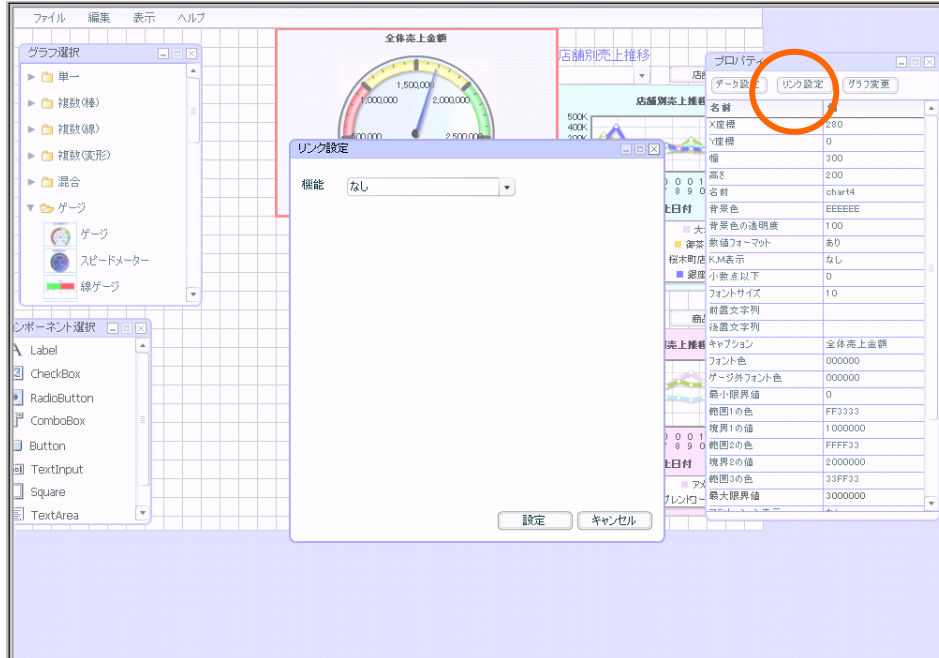 ファイル 編集 表示 ヘルプ
グラフ選択
単一
複数(棒)
複数(線)
複数(変形)
混合
ゲージ
ゲージ
スピードメーター
線ゲージ
コンポーネント選択
Label
CheckBox
RadioButton
ComboBox
Button
TextInput
Square
TextArea
全体売上金額
1,500,000
1,000,000 2,000,000
500,000 2,500,000
店舗別売上推移
店舗別売上推移
500K
400K
リンク設定
機能 なし
設定 キャンセル
プロパティ
データ設定 リンク設定 グラフ変更
名前
X座標 280
Y座標 0
幅 300
高さ 200
名前 chart4
背景色 EEEEEE
背景色の透明度 100
数値フォーマット あり
K,M表示 なし
小数点以下 0
フォントサイズ 10
前置文字列
後置文字列
キャプション 全体売上金額
フォント色 000000
ゲージ外フォント色 000000
最小限界値 0
範囲1の色 FF3333
境界1の値 1000000
範囲2の色 FFFF33
境界2の値 2000000
範囲3の色 33FF33
最大限界値 3000000